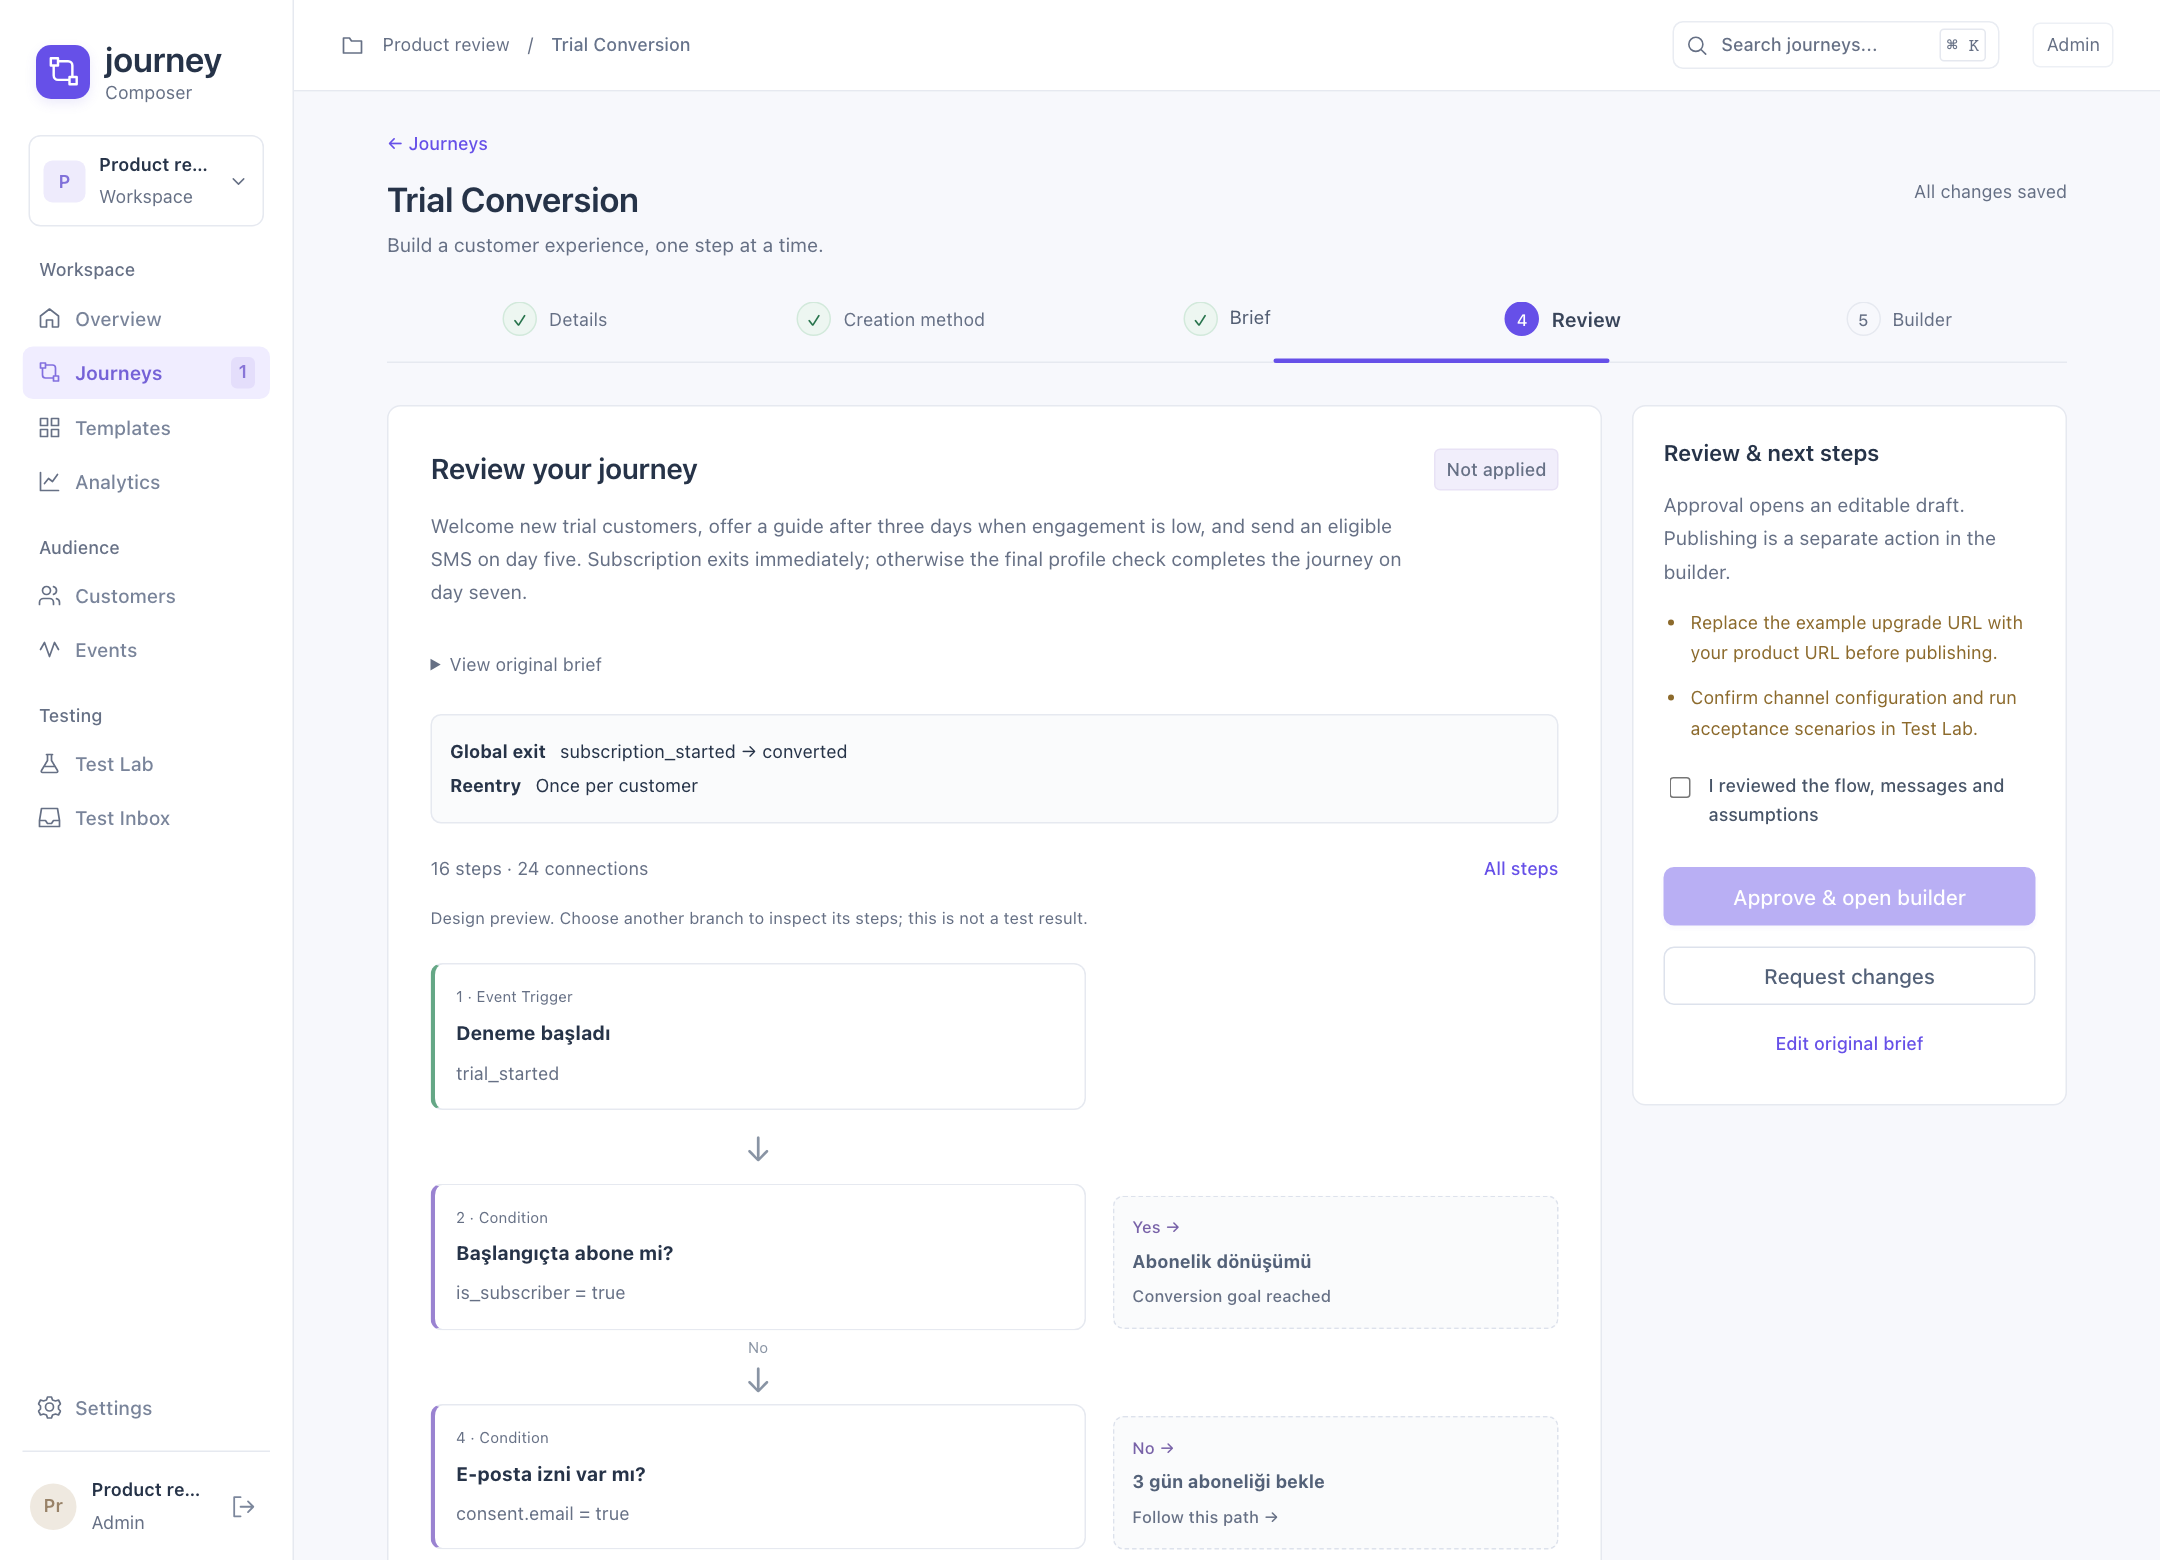 journey
Composer
P
Product re...
Workspace
Workspace
Overview
Journeys
1
Templates
Analytics
Audience
Customers
Events
Testing
Test Lab
Test Inbox
Settings
Pr
Product re...
Admin
Product review / Trial Conversion
Search journeys...
⌘ K
Admin
← Journeys
Trial Conversion
All changes saved
Build a customer experience, one step at a time.
Details
Creation method
Brief
4 Review
5 Builder
Review your journey
Not applied
Welcome new trial customers, offer a guide after three days when engagement is low, and send an eligible
SMS on day five. Subscription exits immediately; otherwise the final profile check completes the journey on
day seven.
View original brief
Global exit subscription_started → converted
Reentry Once per customer
16 steps · 24 connections
All steps
Design preview. Choose another branch to inspect its steps; this is not a test result.
1 · Event Trigger
Deneme başladı
trial_started
2 · Condition
Başlangıçta abone mi?
is_subscriber = true
Yes →
Abonelik dönüşümü
Conversion goal reached
No
4 · Condition
E-posta izni var mı?
consent.email = true
No →
3 gün aboneliği bekle
Follow this path →
Review & next steps
Approval opens an editable draft.
Publishing is a separate action in the
builder.
• Replace the example upgrade URL with
your product URL before publishing.
• Confirm channel configuration and run
acceptance scenarios in Test Lab.
I reviewed the flow, messages and
assumptions
Approve & open builder
Request changes
Edit original brief